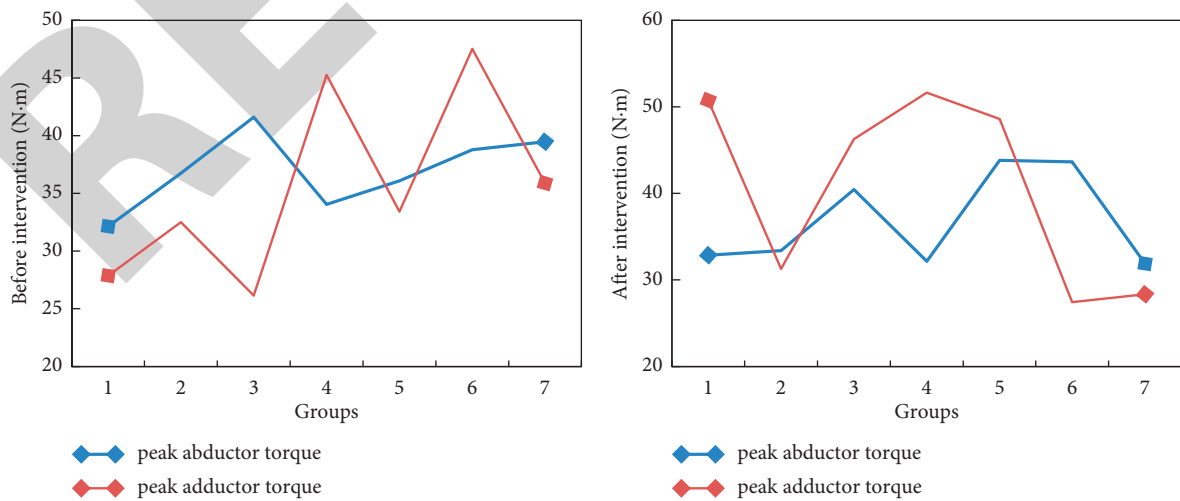 50
45
40
35
30
25
20
Before intervention (N·m)
1 2 3 4 5 6 7
Groups
peak abductor torque
peak adductor torque
60
50
40
30
20
After intervention (N·m)
1 2 3 4 5 6 7
Groups
peak abductor torque
peak adductor torque
RE